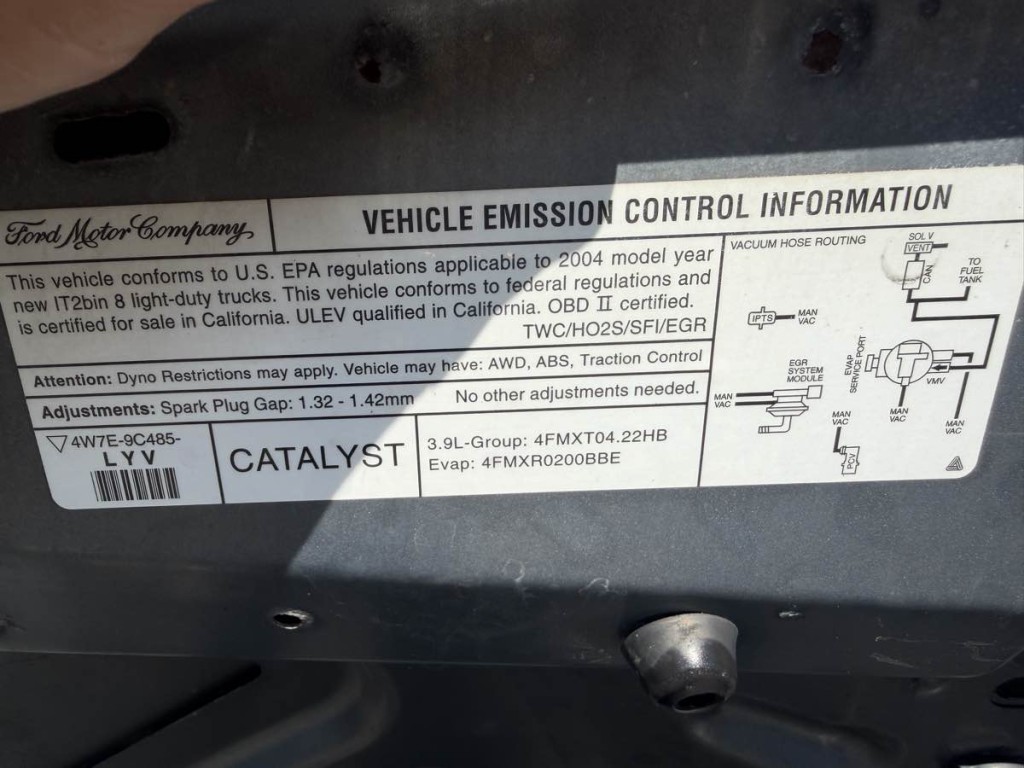 Ford Motor Company
VEHICLE EMISSION CONTROL INFORMATION
This vehicle conforms to U.S. EPA regulations applicable to 2004 model year
new IT2bin 8 light-duty trucks. This vehicle conforms to federal regulations and
is certified for sale in California. ULEV qualified in California. OBD II certified.
TWC/HO2S/SFI/EGR
Attention: Dyno Restrictions may apply. Vehicle may have: AWD, ABS, Traction Control
Adjustments: Spark Plug Gap: 1.32 - 1.42mm No other adjustments needed.
4W7E-9C485-
LYV
CATALYST
3.9L-Group: 4FMXT04.22HB
Evap: 4FMXR0200BBE
VACUUM HOSE ROUTING
SOL V
VENT
CAN
TO
FUEL
TANK
IPTS
MAN
VAC
EGR
SYSTEM
MODULE
EVAP
SERVICE PORT
VMV
MAN
VAC
MAN
VAC
MAN
VAC
MAN
VAC
PCV